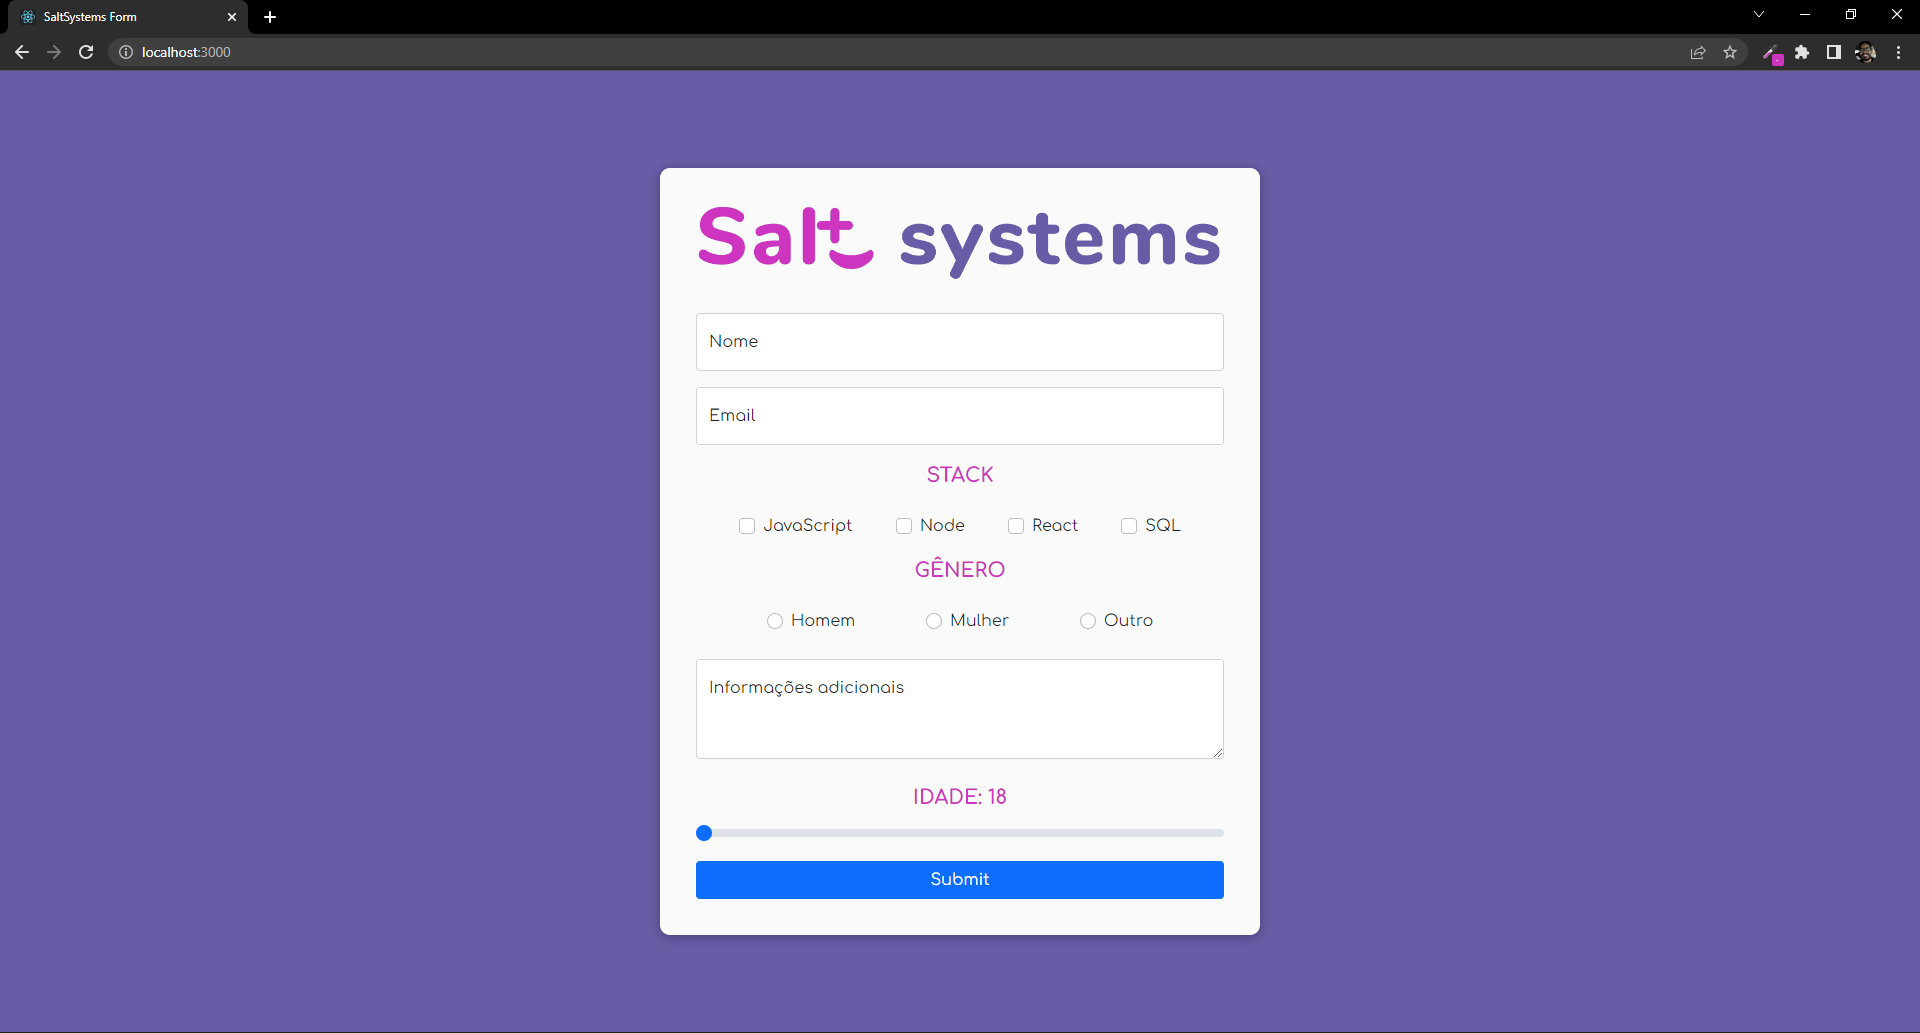 SaltSystems Form
localhost:3000
Salt systems
Nome
Email
STACK
JavaScript Node React SQL
GÊNERO
Homem Mulher Outro
Informações adicionais
IDADE: 18
Submit